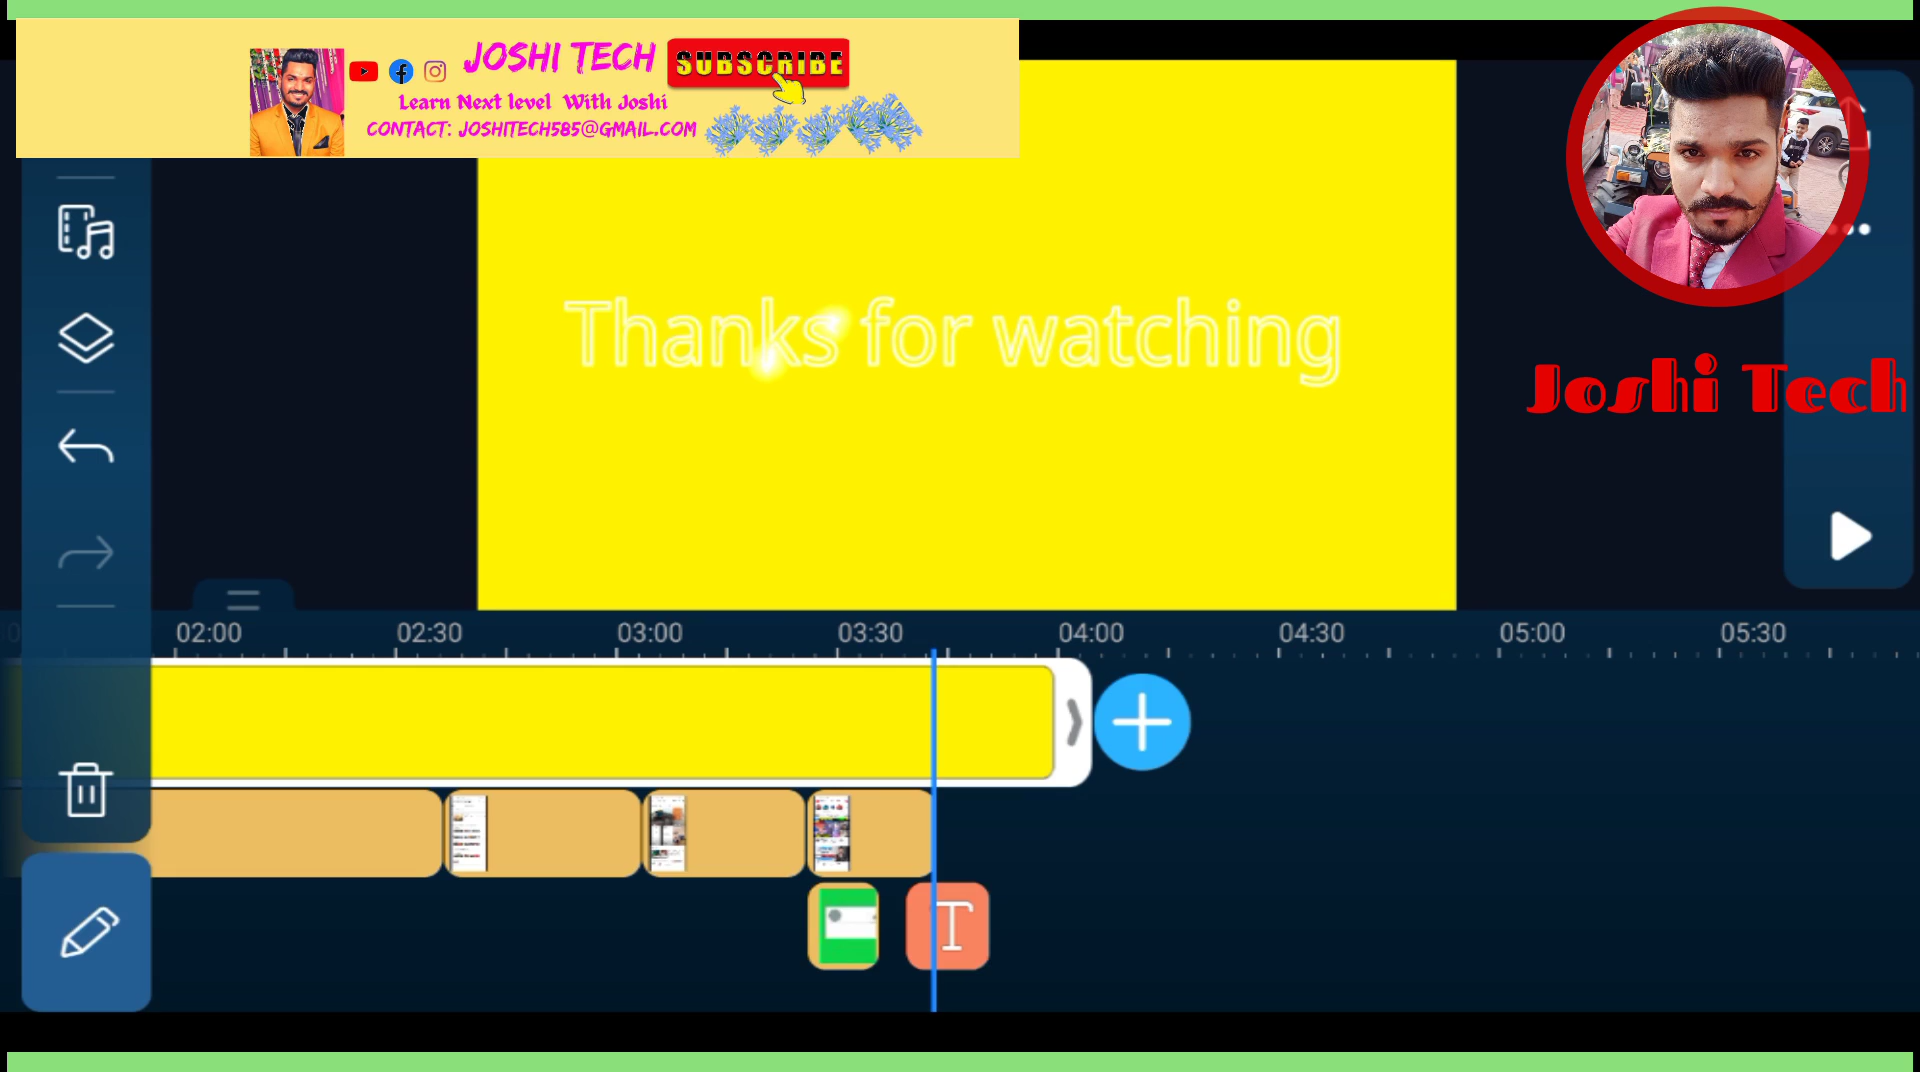 JOSHI TECH SUBSCRIBE
Learn Next level With Joshi
CONTACT: JOSHITECH585@GMAIL.COM
Thanks for watching
Joshi Tech
02:00 02:30 03:00 03:30 04:00 04:30 05:00 05:30
T